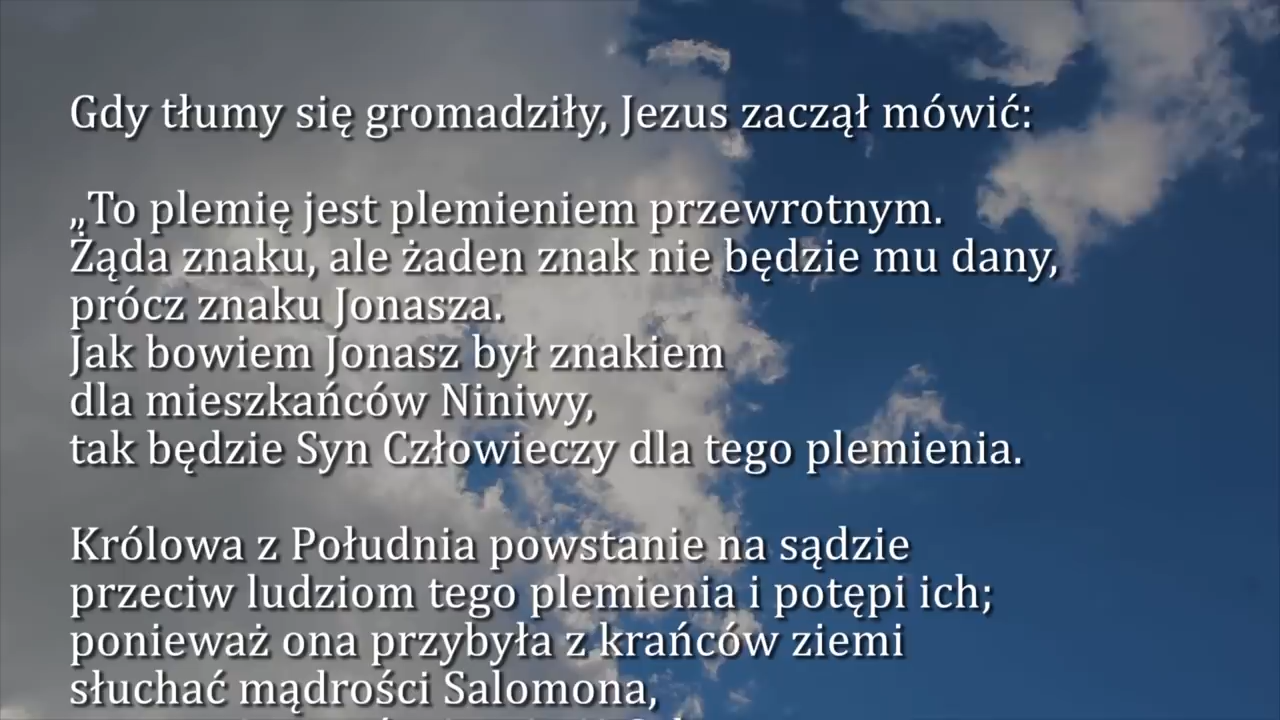 Gdy tłumy się gromadziły, Jezus zaczął mówić:
„To plemię jest plemieniem przewrotnym.
Żąda znaku, ale żaden znak nie będzie mu dany,
prócz znaku Jonasza.
Jak bowiem Jonasz był znakiem
dla mieszkańców Niniwy,
tak będzie Syn Człowieczy dla tego plemienia.
Królowa z Południa powstanie na sądzie
przeciw ludziom tego plemienia i potępi ich;
ponieważ ona przybyła z krańców ziemi
słuchać mądrości Salomona,